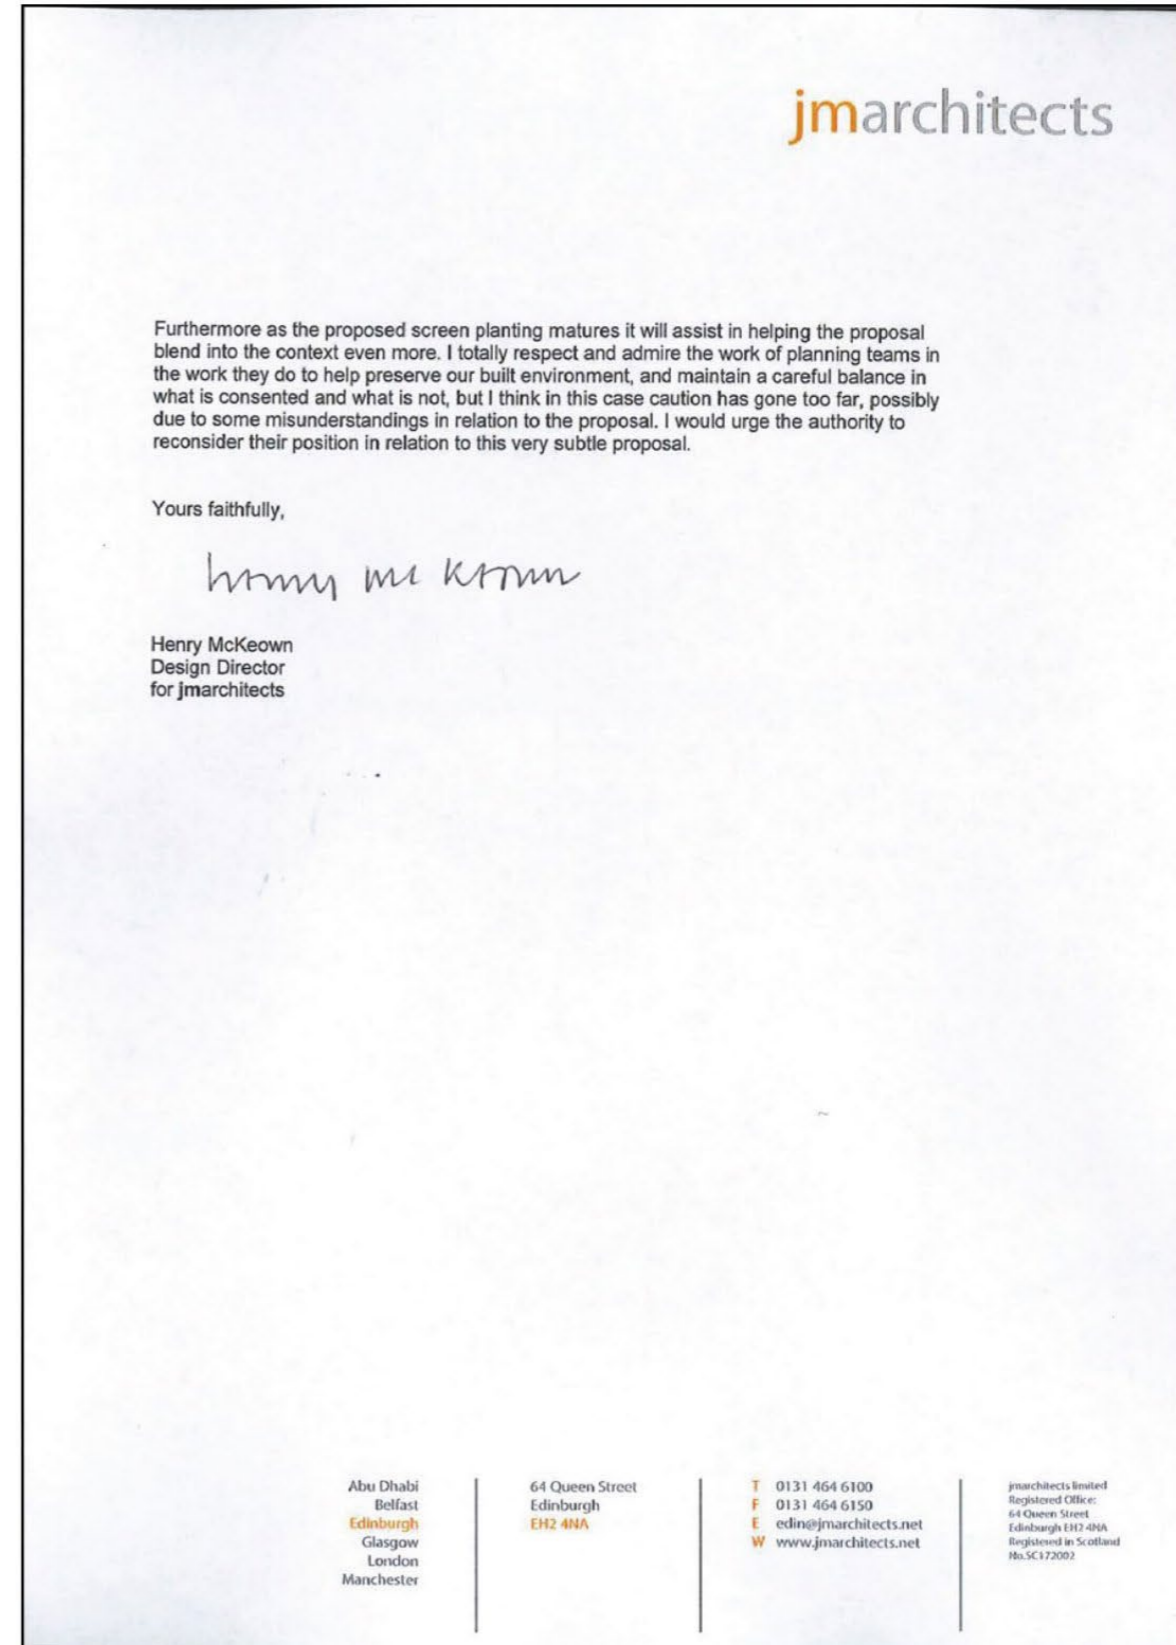 jmarchitects
Furthermore as the proposed screen planting matures it will assist in helping the proposal
blend into the context even more. I totally respect and admire the work of planning teams in
the work they do to help preserve our built environment, and maintain a careful balance in
what is consented and what is not, but I think in this case caution has gone too far, possibly
due to some misunderstandings in relation to the proposal. I would urge the authority to
reconsider their position in relation to this very subtle proposal.
Yours faithfully,
Henry McKeown
Henry McKeown
Design Director
for jmarchitects
Abu Dhabi
Belfast
Edinburgh
Glasgow
London
Manchester
64 Queen Street
Edinburgh
EH2 4NA
T 0131 464 6100
F 0131 464 6150
E edin@jmarchitects.net
W www.jmarchitects.net
jmarchitects limited
Registered Office:
64 Queen Street
Edinburgh EH2 4NA
Registered in Scotland
No.SC172002